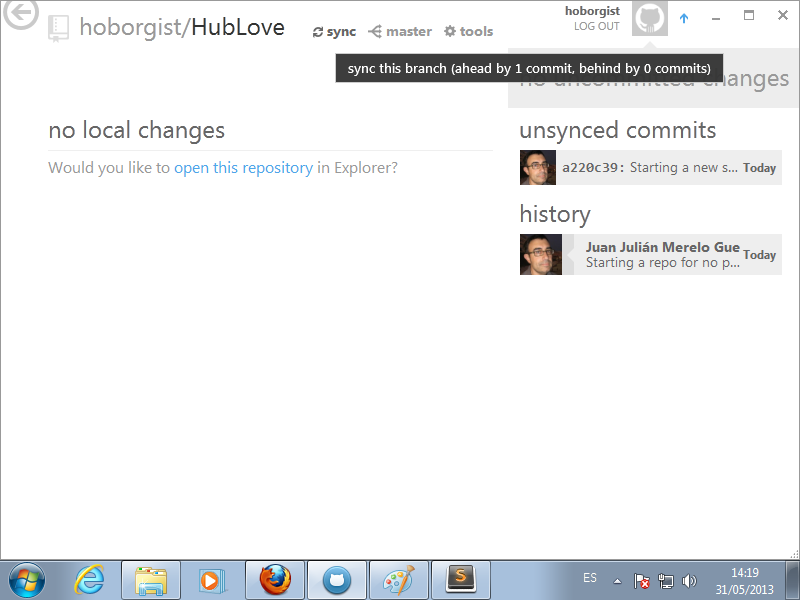 hoborgist/HubLove
sync
master
tools
hoborgist
LOG OUT
sync this branch (ahead by 1 commit, behind by 0 commits)
no uncommitted changes
no local changes
Would you like to open this repository in Explorer?
unsynced commits
a220c39: Starting a new s... Today
history
Juan Julián Merelo Gue
Starting a repo for no p...
Today
S
ES
14:19
31/05/2013